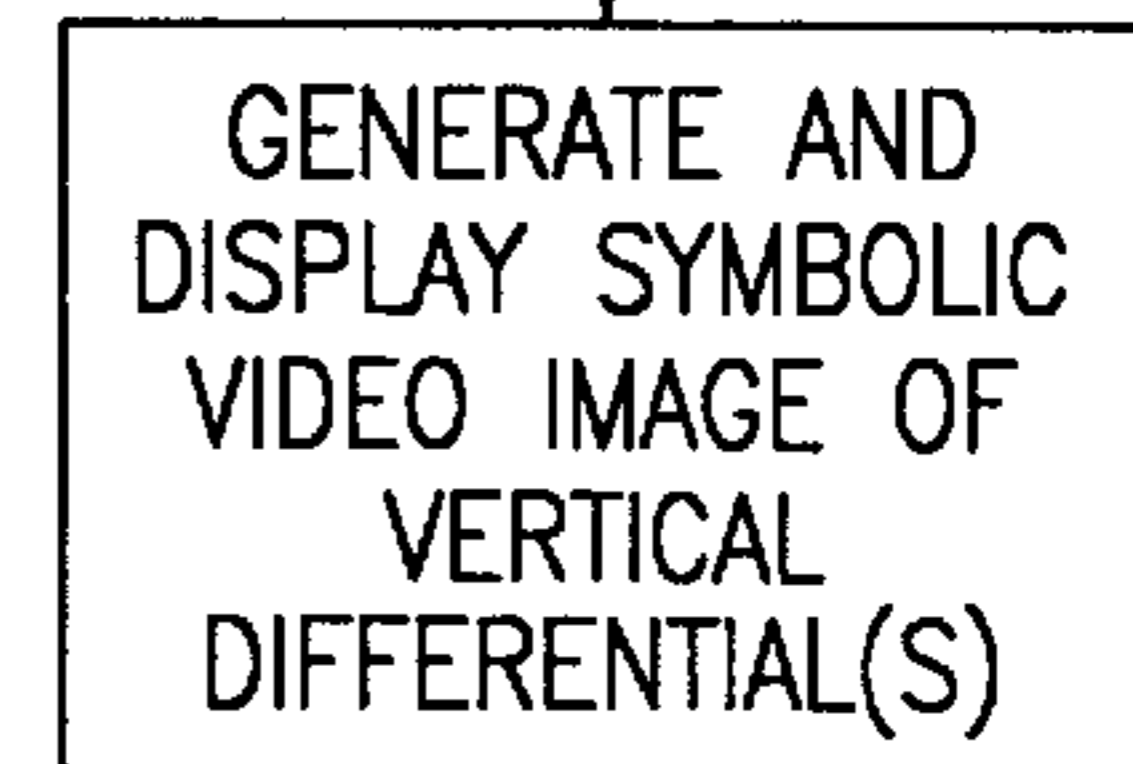 GENERATE AND
DISPLAY SYMBOLIC
VIDEO IMAGE OF
VERTICAL
DIFFERENTIAL(S)